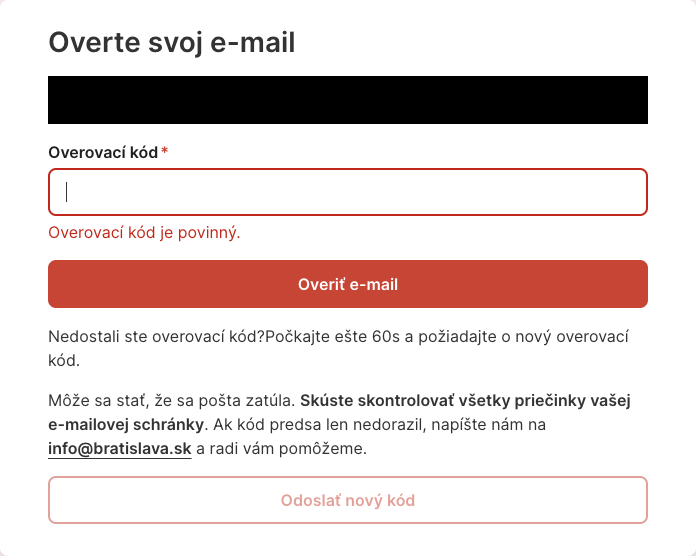 Overte svoj e-mail
Overovací kód*
Overovací kód je povinný.
Overiť e-mail
Nedostali ste overovací kód?Počkajte ešte 60s a požiadajte o nový overovací
kód.
Môže sa stať, že sa pošta zatúla. Skúste skontrolovať všetky priečinky vašej
e-mailovej schránky. Ak kód predsa len nedorazil, napíšte nám na
info@bratislava.sk a radi vám pomôžeme.
Odoslať nový kód